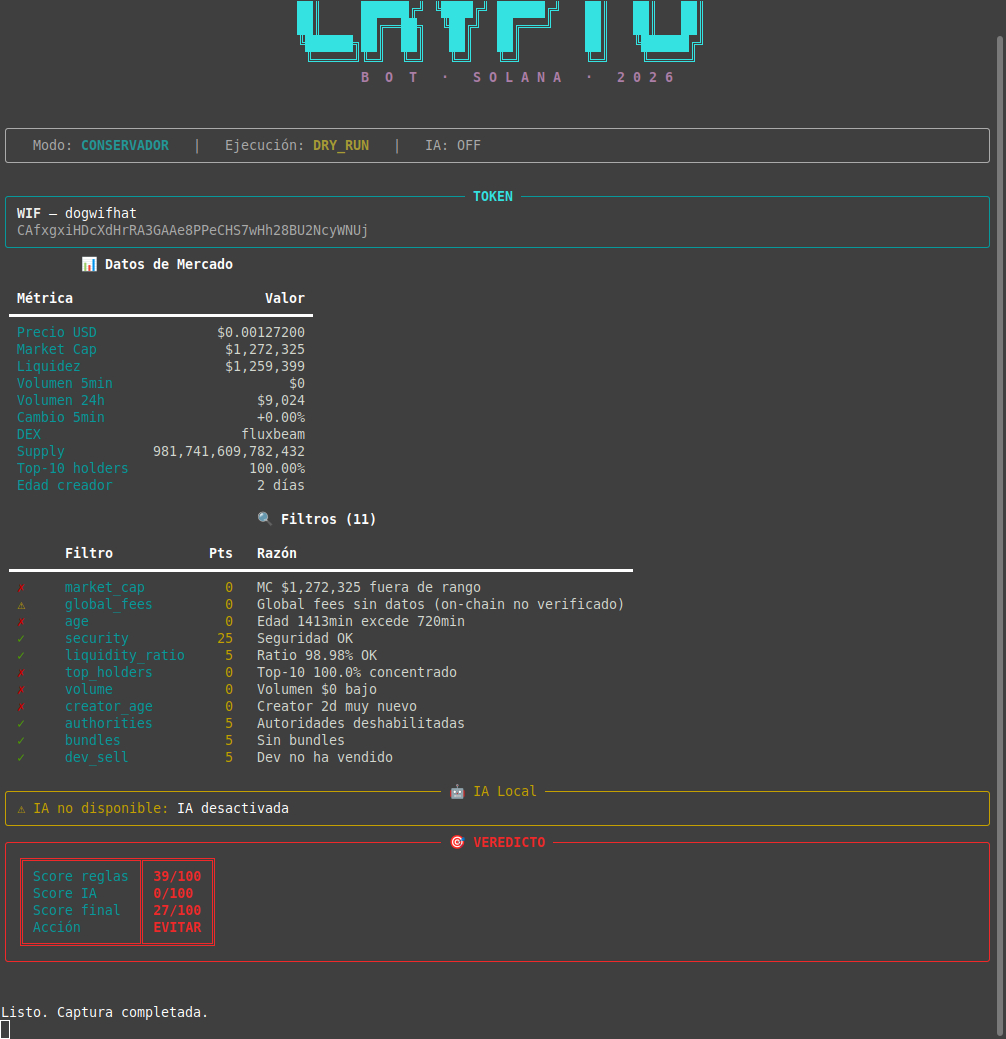 BOT · SOLANA · 2026
Modo: CONSERVADOR | Ejecución: DRY_RUN | IA: OFF
TOKEN
WIF — dogwifhat
CAfxgxiHDcXdHrRA3GAAe8PPeCHS7wHh28BU2NcyWNUj
📊 Datos de Mercado
Métrica Valor
Precio USD $0.00127200
Market Cap $1,272,325
Liquidez $1,259,399
Volumen 5min $0
Volumen 24h $9,024
Cambio 5min +0.00%
DEX fluxbeam
Supply 981,741,609,782,432
Top-10 holders 100.00%
Edad creador 2 días
🔍 Filtros (11)
Filtro Pts Razón
✗ market_cap 0 MC $1,272,325 fuera de rango
⚠ global_fees 0 Global fees sin datos (on-chain no verificado)
✗ age 0 Edad 1413min excede 720min
✓ security 25 Seguridad OK
✓ liquidity_ratio 5 Ratio 98.98% OK
✗ top_holders 0 Top-10 100.0% concentrado
✗ volume 0 Volumen $0 bajo
✗ creator_age 0 Creator 2d muy nuevo
✓ authorities 5 Autoridades deshabilitadas
✓ bundles 5 Sin bundles
✓ dev_sell 5 Dev no ha vendido
🤖 IA Local
⚠ IA no disponible: IA desactivada
🎯 VEREDICTO
Score reglas 39/100
Score IA 0/100
Score final 27/100
Acción EVITAR
Listo. Captura completada.